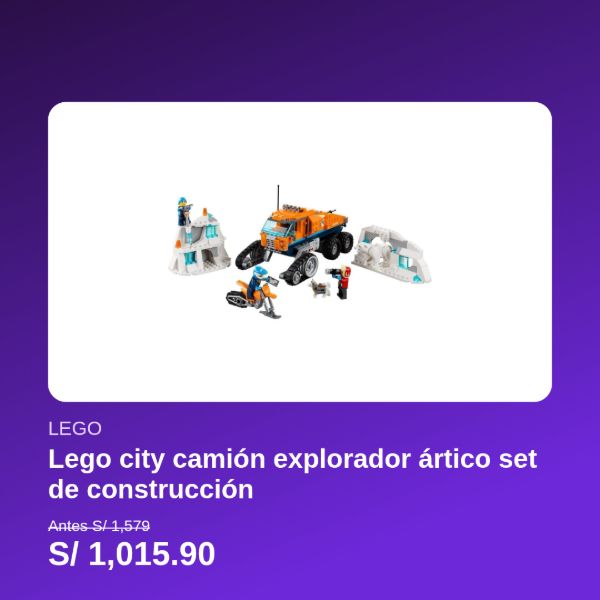 LEGO
Lego city camión explorador ártico set
de construcción
Antes S/ 1,579
S/ 1,015.90